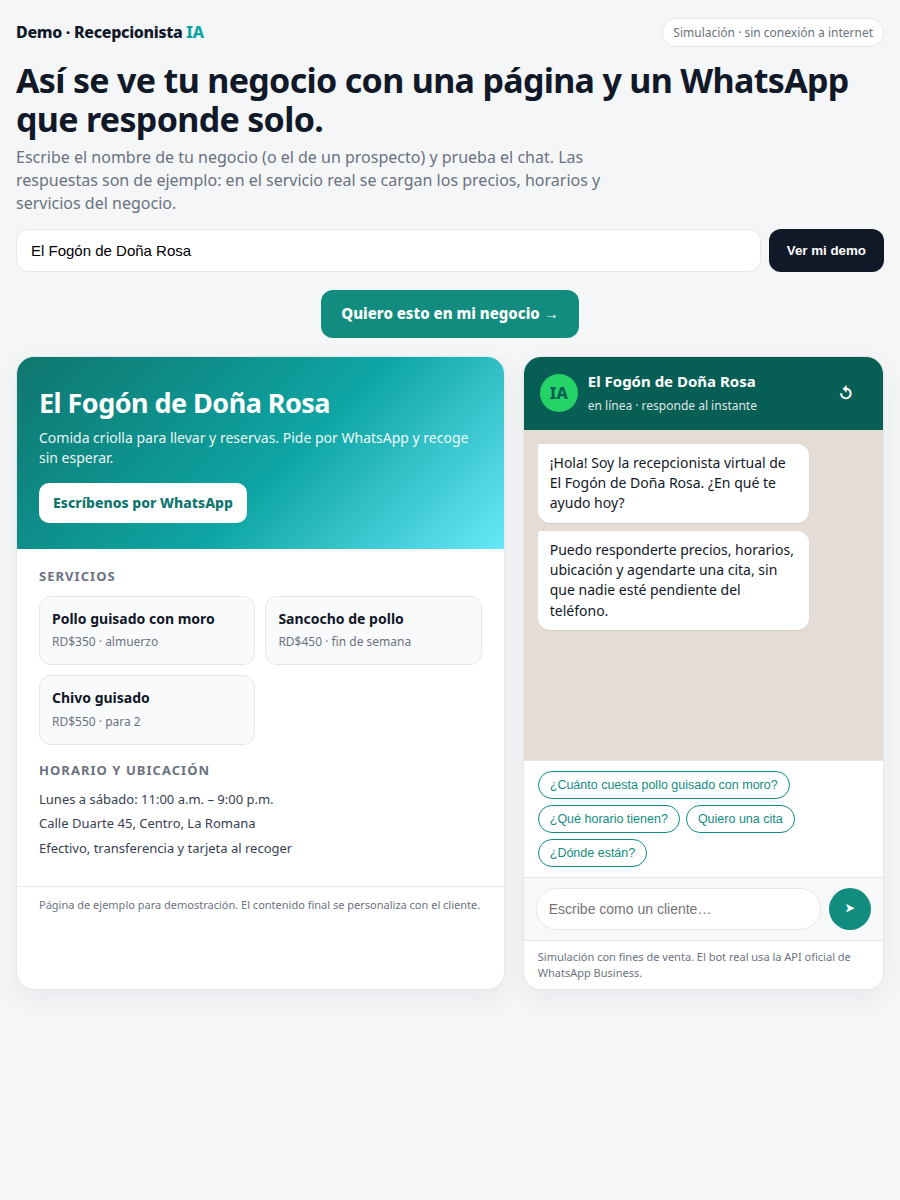 Demo · Recepcionista IA
Simulación · sin conexión a internet
Así se ve tu negocio con una página y un WhatsApp
que responde solo.
Escribe el nombre de tu negocio (o el de un prospecto) y prueba el chat. Las
respuestas son de ejemplo: en el servicio real se cargan los precios, horarios y
servicios del negocio.
El Fogón de Doña Rosa
Ver mi demo
Quiero esto en mi negocio →
El Fogón de Doña Rosa
Comida criolla para llevar y reservas. Pide por WhatsApp y recoge
sin esperar.
Escríbenos por WhatsApp
SERVICIOS
Pollo guisado con moro
RD$350 · almuerzo
Sancocho de pollo
RD$450 · fin de semana
Chivo guisado
RD$550 · para 2
HORARIO Y UBICACIÓN
Lunes a sábado: 11:00 a.m. – 9:00 p.m.
Calle Duarte 45, Centro, La Romana
Efectivo, transferencia y tarjeta al recoger
Página de ejemplo para demostración. El contenido final se personaliza con el cliente.
IA
El Fogón de Doña Rosa
en línea · responde al instante
¡Hola! Soy la recepcionista virtual de
El Fogón de Doña Rosa. ¿En qué te
ayudo hoy?
Puedo responderte precios, horarios,
ubicación y agendarte una cita, sin
que nadie esté pendiente del
teléfono.
¿Cuánto cuesta pollo guisado con moro?
¿Qué horario tienen?
Quiero una cita
¿Dónde están?
Escribe como un cliente…
Simulación con fines de venta. El bot real usa la API oficial de
WhatsApp Business.